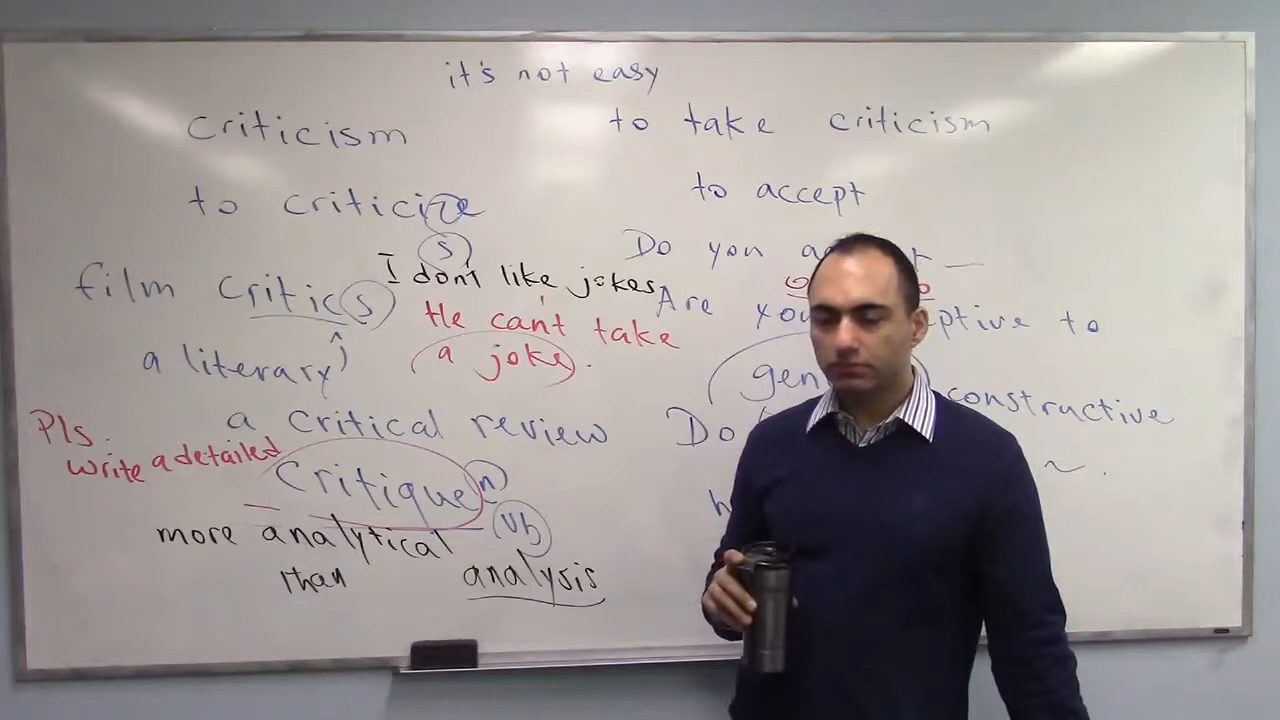 it's not easy
criticism
to take criticism
to criticize
(s)
to accept
Do you
film critics
I don't like jokes
Are you
to
He can't take
a joke.
a literary
constructive
a critical review
Do
Pls.
write a detailed
Critique (n)
(vb)
more analytical
than analysis